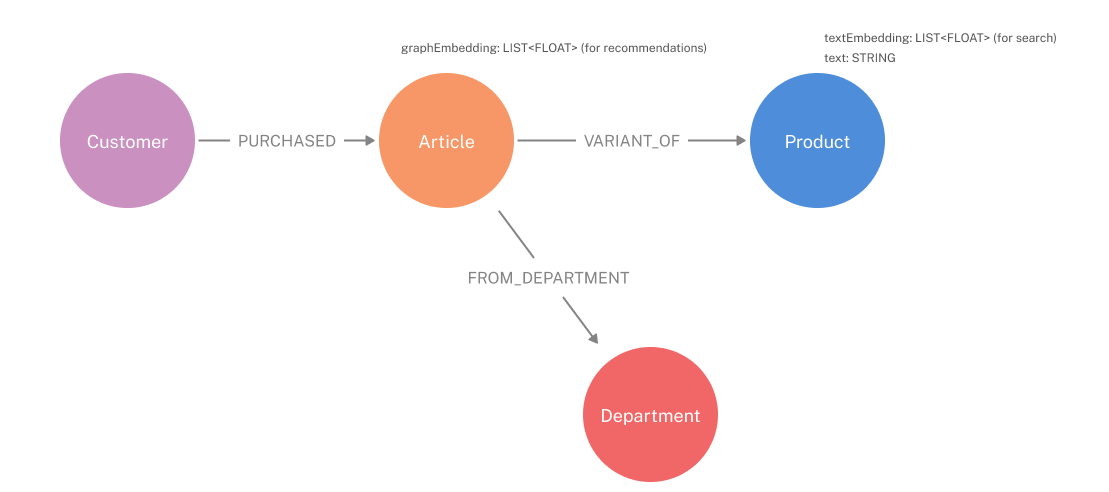 textEmbedding: LIST<FLOAT> (for search)
graphEmbedding: LIST<FLOAT> (for recommendations)
text: STRING
Customer
PURCHASED
Article
VARIANT_OF
Product
FROM_DEPARTMENT
Department